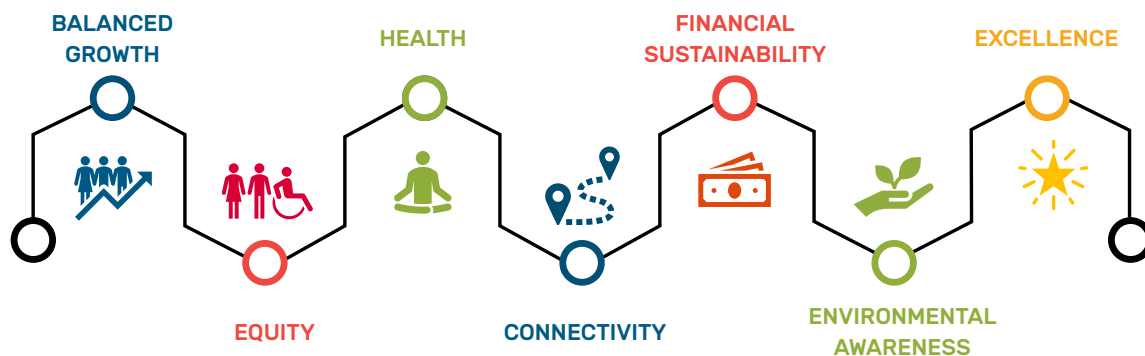 BALANCED
GROWTH
EQUITY
HEALTH
CONNECTIVITY
FINANCIAL
SUSTAINABILITY
ENVIRONMENTAL
AWARENESS
EXCELLENCE